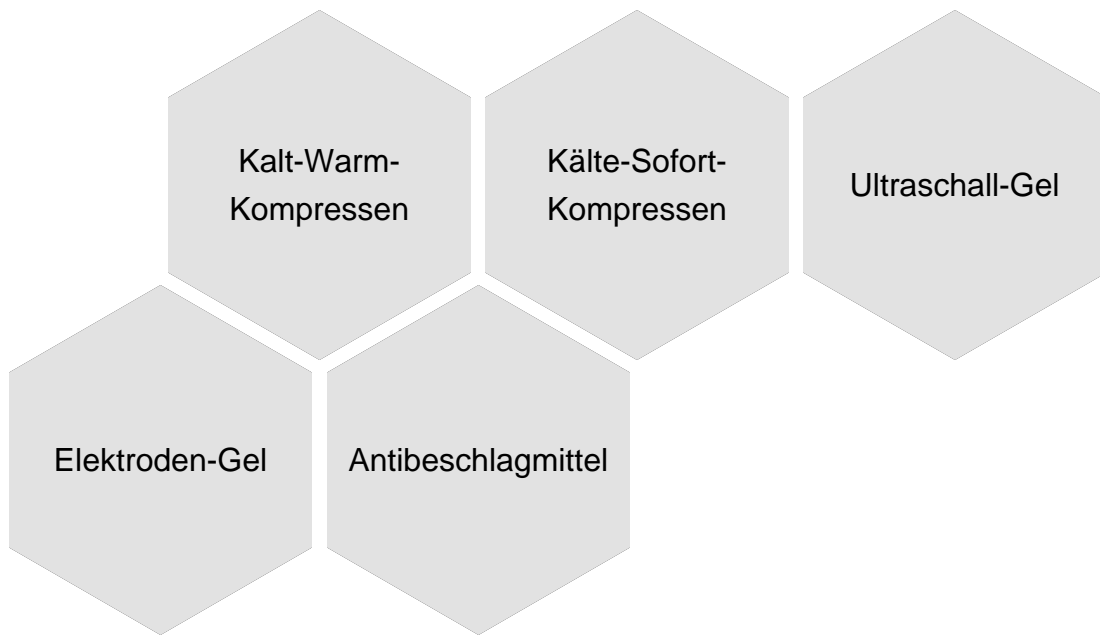 Kalt-Warm-
Kompressen
Kälte-Sofort-
Kompressen
Ultraschall-Gel
Elektroden-Gel
Antibeschlagmittel